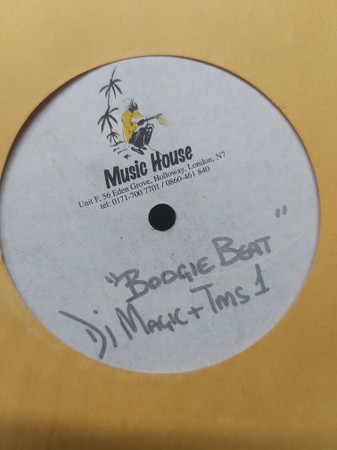 Music House
Unit F, 56 Eden Grove, Holloway, London, N7
tel: 0171-700 7701 / 0860-461 840
"BOOGIE BEAT"
Dj MAGIC + TMS 1